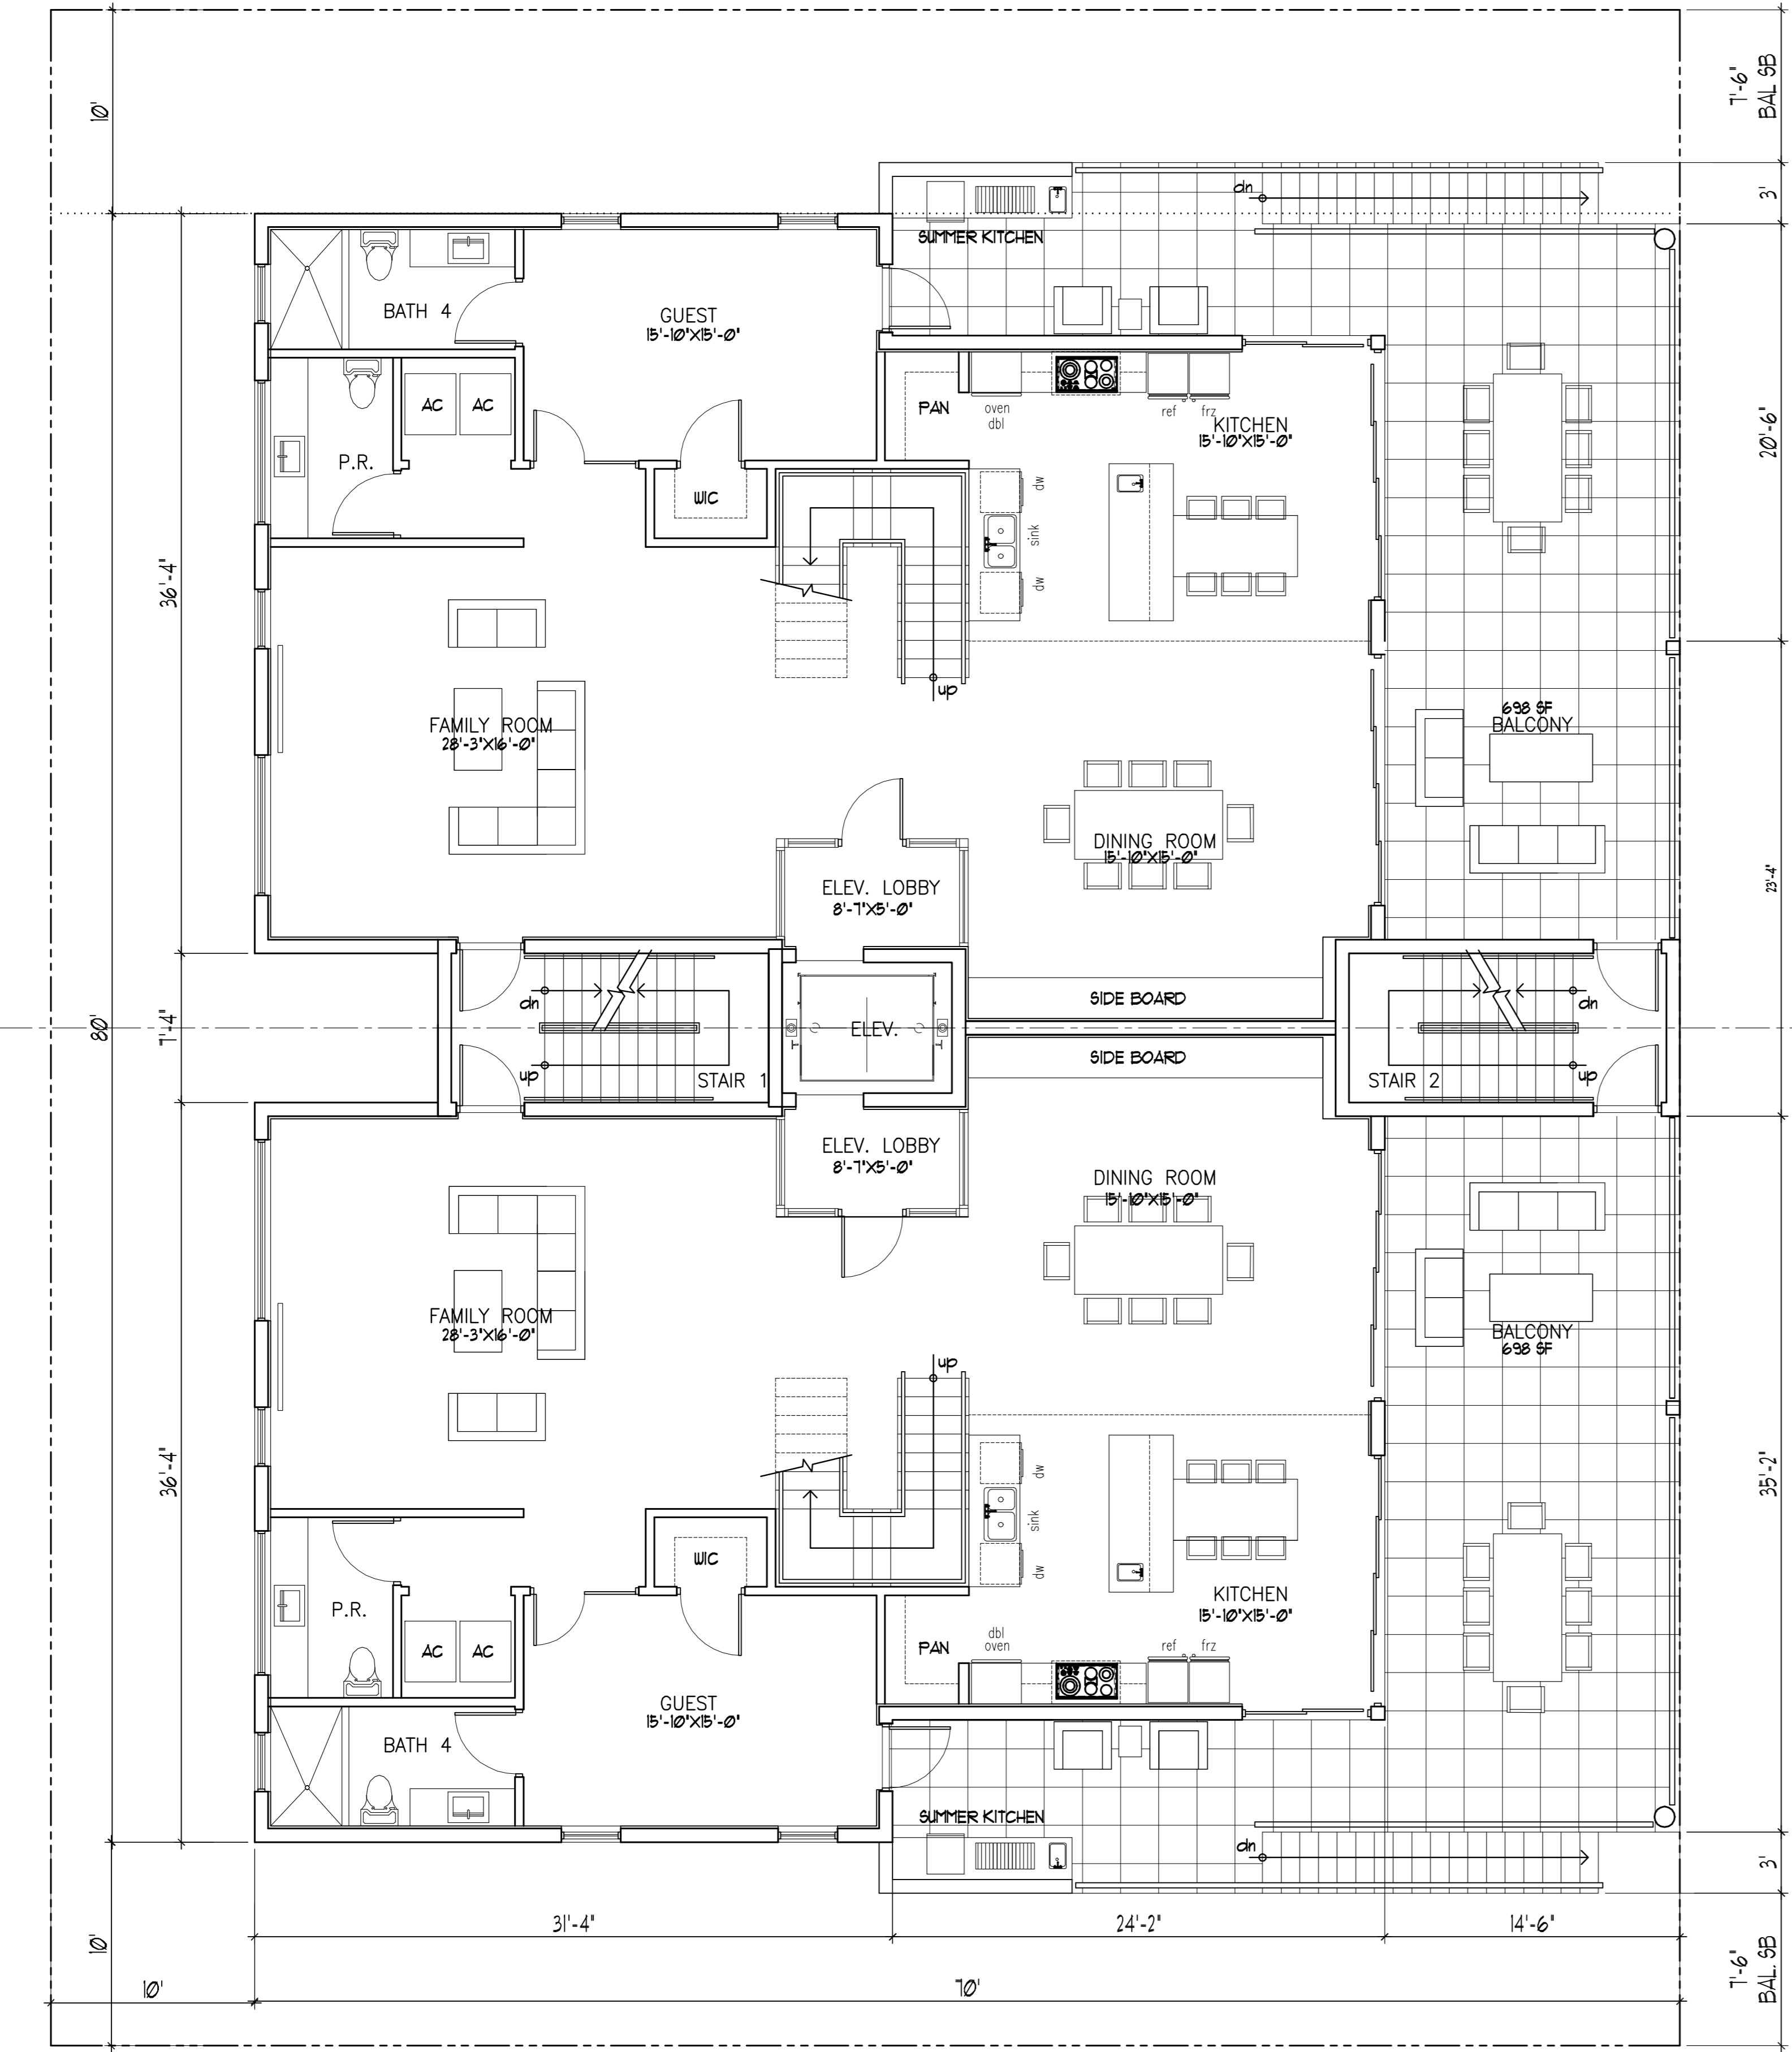 7'-6"
BAL SB
10'
3'
dn
SUMMER KITCHEN
BATH 4
GUEST
15'-10"X15'-0"
AC
AC
PAN
oven
dbl
ref
frz
KITCHEN
15'-10"X15'-0"
20'-6"
P.R.
WIC
dw
sink
dw
36'-4"
up
FAMILY ROOM
28'-3"X16'-0"
698 SF
BALCONY
DINING ROOM
15'-10"X15'-0"
23'-4"
ELEV. LOBBY
8'-7"X5'-0"
dn
SIDE BOARD
dn
80'
7'-4"
ELEV.
SIDE BOARD
up
STAIR 1
STAIR 2
up
ELEV. LOBBY
8'-7"X5'-0"
DINING ROOM
15'-10"X15'-0"
FAMILY ROOM
28'-3"X16'-0"
BALCONY
698 SF
up
36'-4"
dw
sink
dw
35'-2"
WIC
KITCHEN
15'-10"X15'-0"
P.R.
AC
AC
PAN
dbl
oven
ref
frz
GUEST
15'-10"X15'-0"
BATH 4
SUMMER KITCHEN
dn
3'
31'-4"
24'-2"
14'-6"
10'
7'-6"
BAL. SB
10'
70'